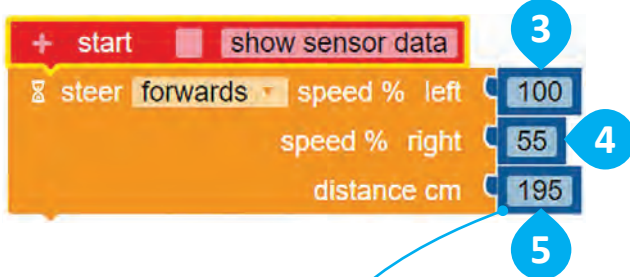 3
+ start show sensor data
steer forwards speed % left 100
speed % right 55 4
distance cm 195
5